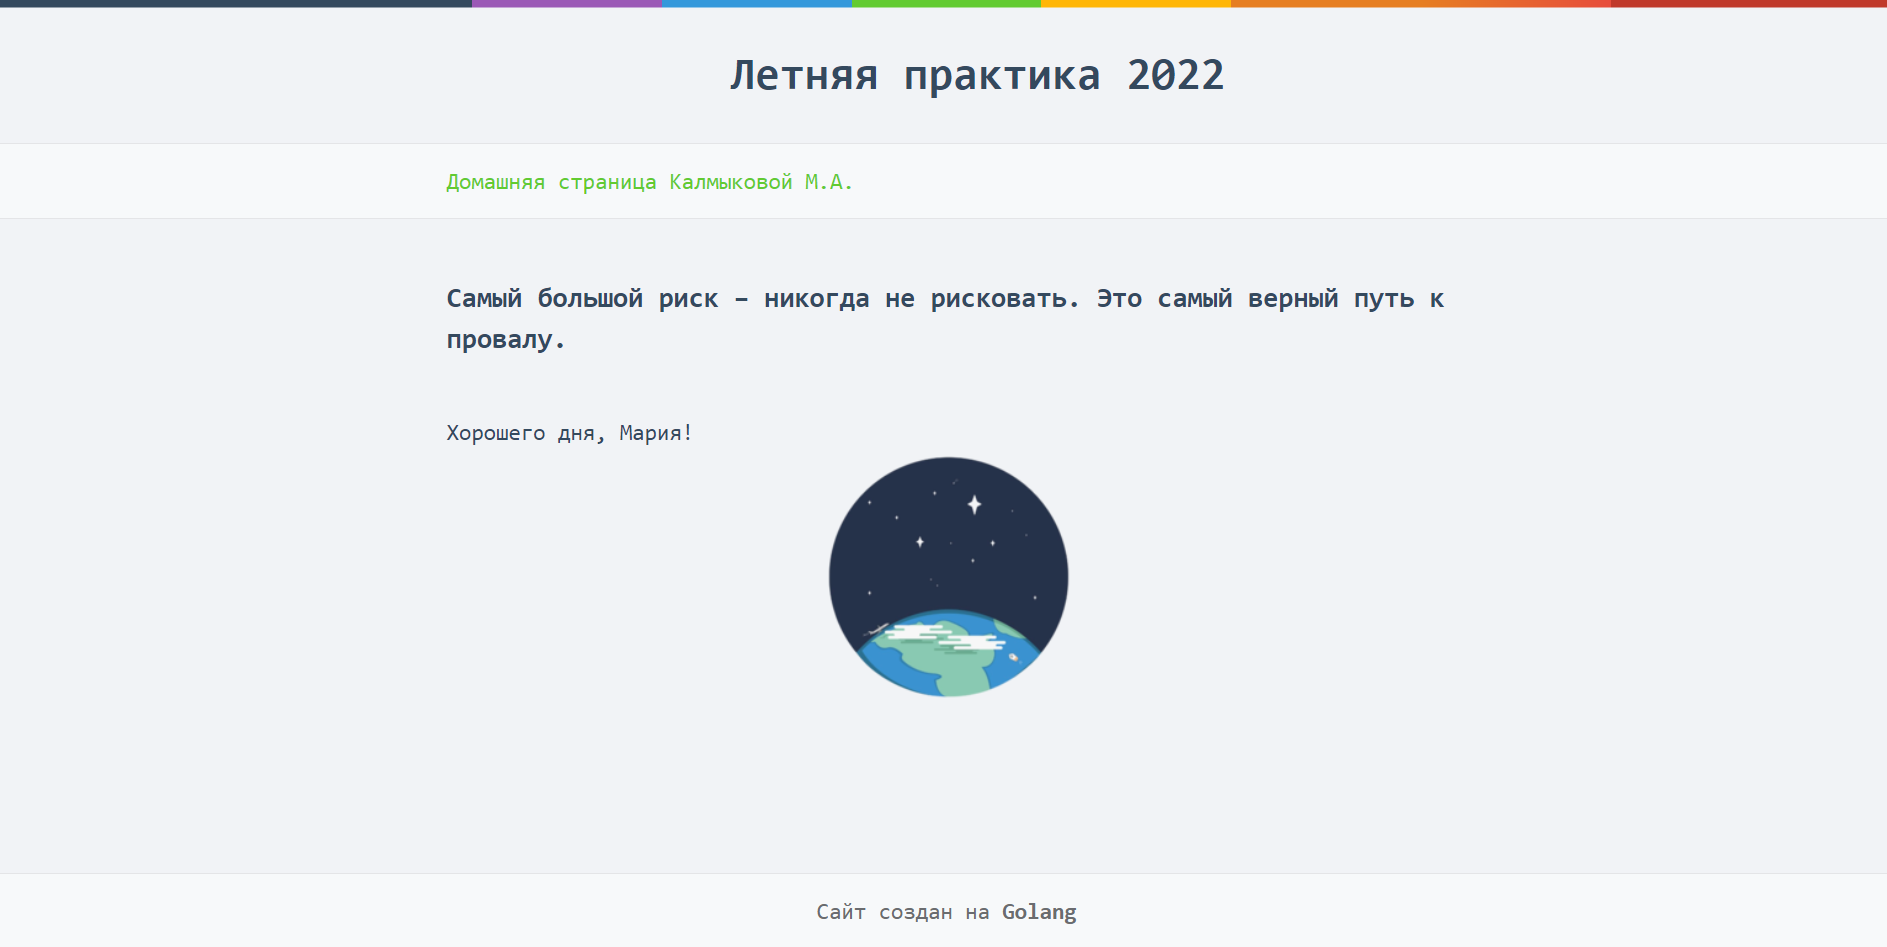 Летняя практика 2022
Домашняя страница Калмыковой М.А.
Самый большой риск – никогда не рисковать. Это самый верный путь к
провалу.
Хорошего дня, Мария!
Сайт создан на Golang